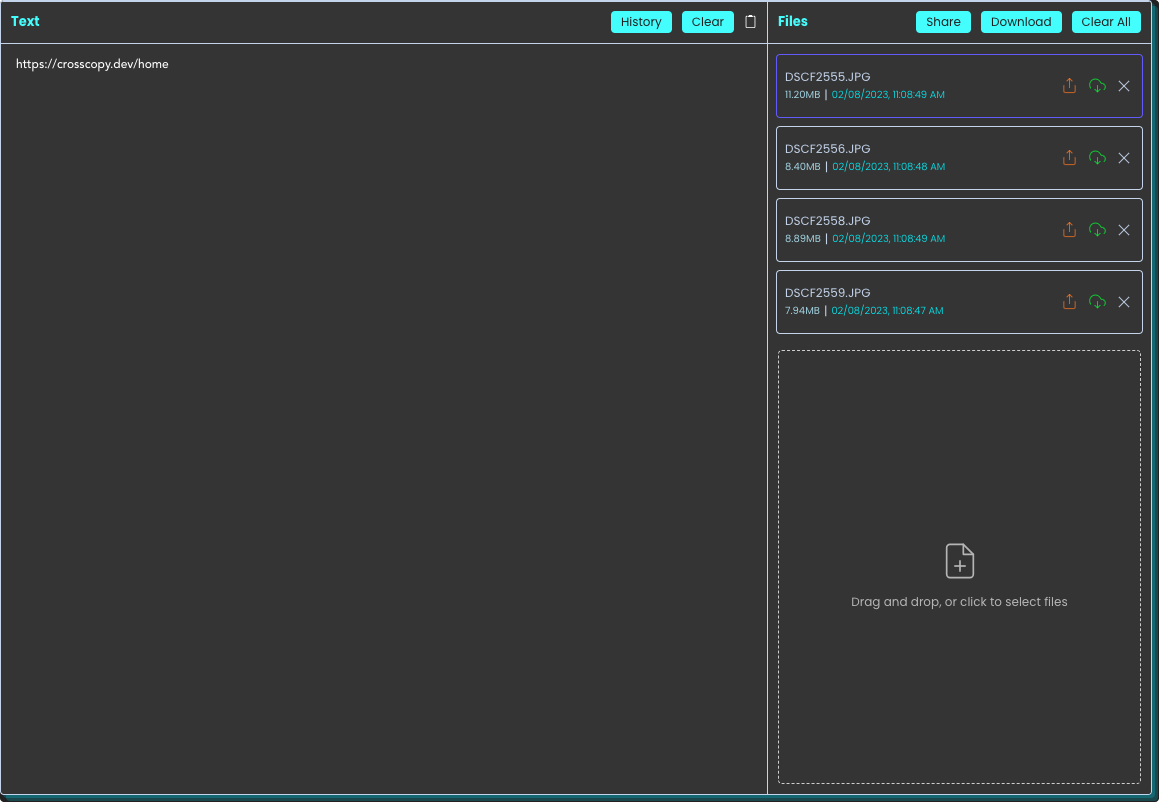 Text
History
Clear
https://crosscopy.dev/home
Files
Share
Download
Clear All
DSCF2555.JPG
11.20MB | 02/08/2023, 11:08:49 AM
DSCF2556.JPG
8.40MB | 02/08/2023, 11:08:48 AM
DSCF2558.JPG
8.89MB | 02/08/2023, 11:08:49 AM
DSCF2559.JPG
7.94MB | 02/08/2023, 11:08:47 AM
Drag and drop, or click to select files